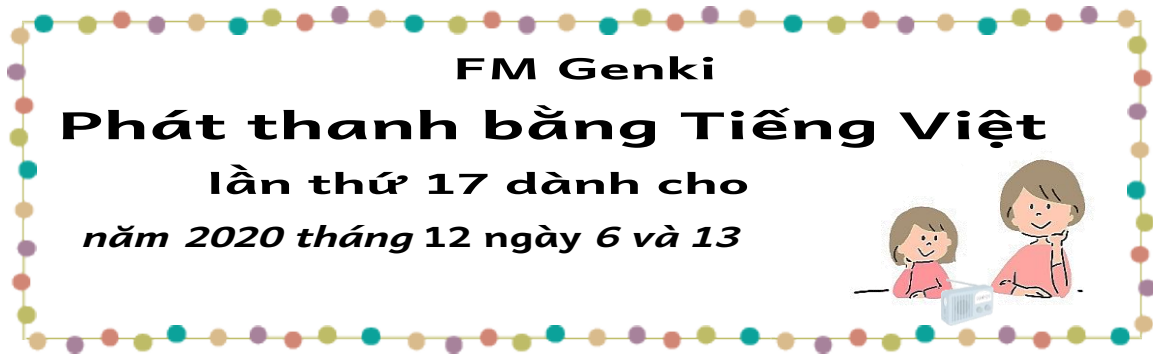 FM Genki
Phát thanh bằng Tiếng Việt
lần thứ 17 dành cho
năm 2020 tháng 12 ngày 6 và 13